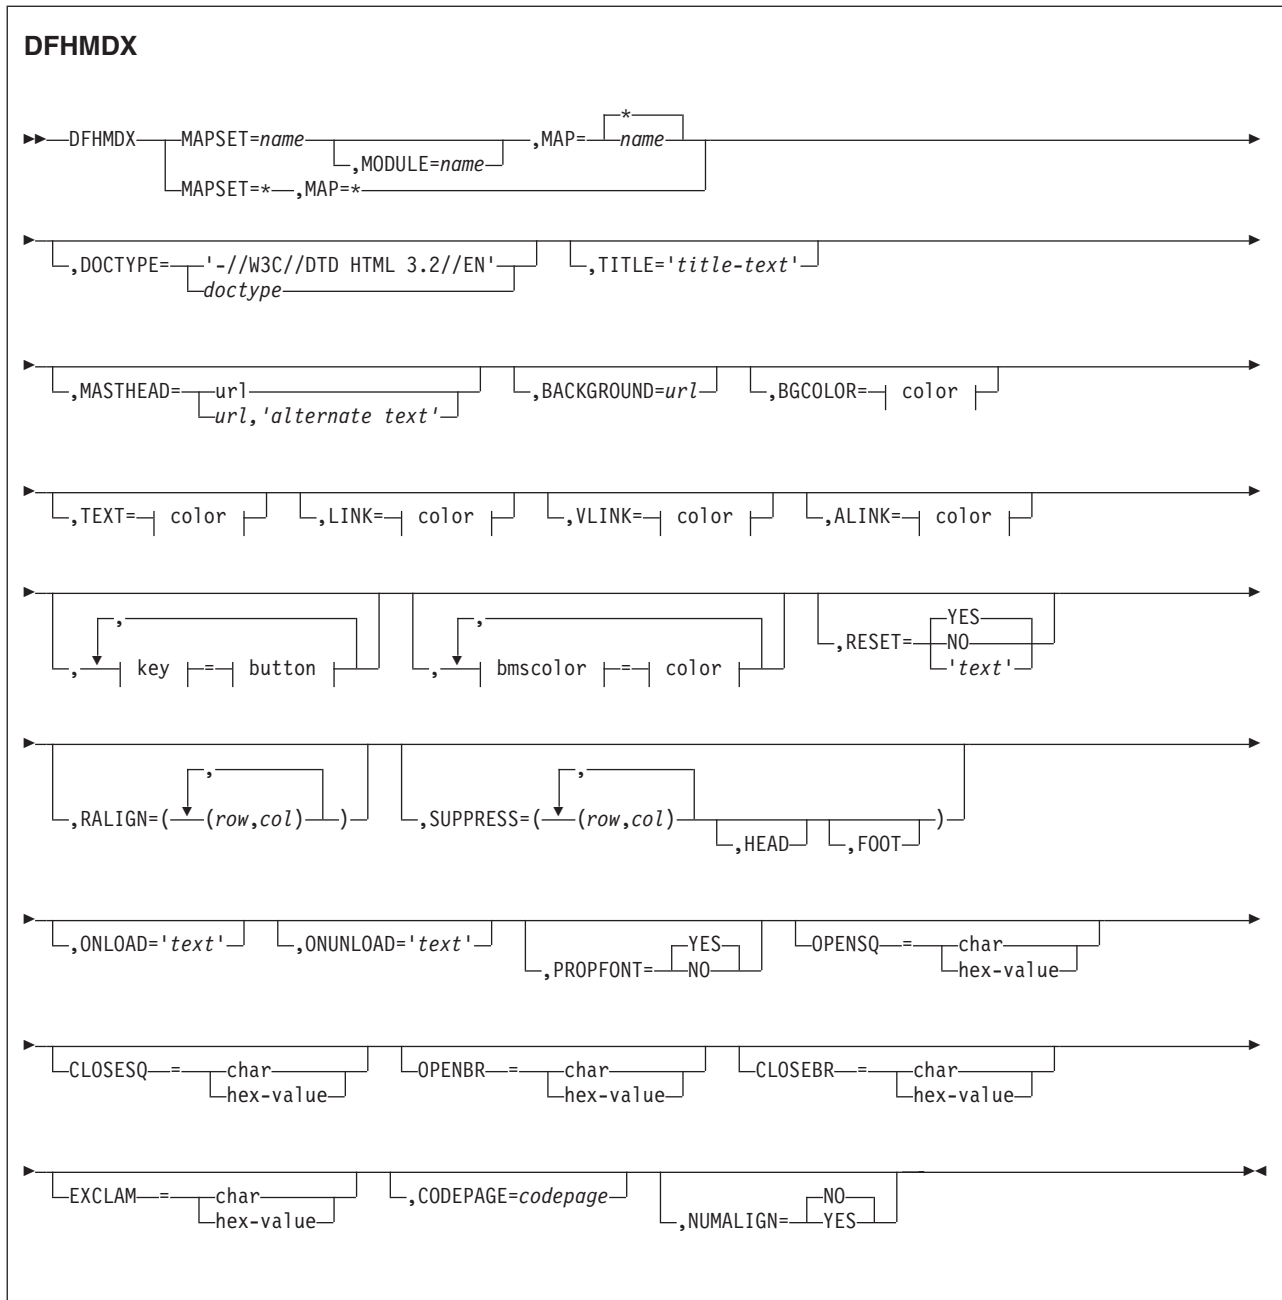 DFHMDX
*
DFHMDX MAPSET=name ,MAP= name
,MODULE=name
MAPSET=* ,MAP=*
,DOCTYPE= '-//W3C//DTD HTML 3.2//EN' ,TITLE='title-text'
doctype
,MASTHEAD= url ,BACKGROUND=url ,BGCOLOR= color
url,'alternate text'
,TEXT= color ,LINK= color ,VLINK= color ,ALINK= color
, , YES
,RESET= NO
, key = button , bmscolor = color 'text'
, ,
,RALIGN=( (row,col) ) ,SUPPRESS=( (row,col) )
,HEAD ,FOOT
,ONLOAD='text' ,ONUNLOAD='text' YES OPENSQ = char
,PROPFONT= NO hex-value
CLOSESQ = char OPENBR = char CLOSEBR = char
hex-value hex-value hex-value
EXCLAM = char ,CODEPAGE=codepage NO
hex-value ,NUMALIGN= YES